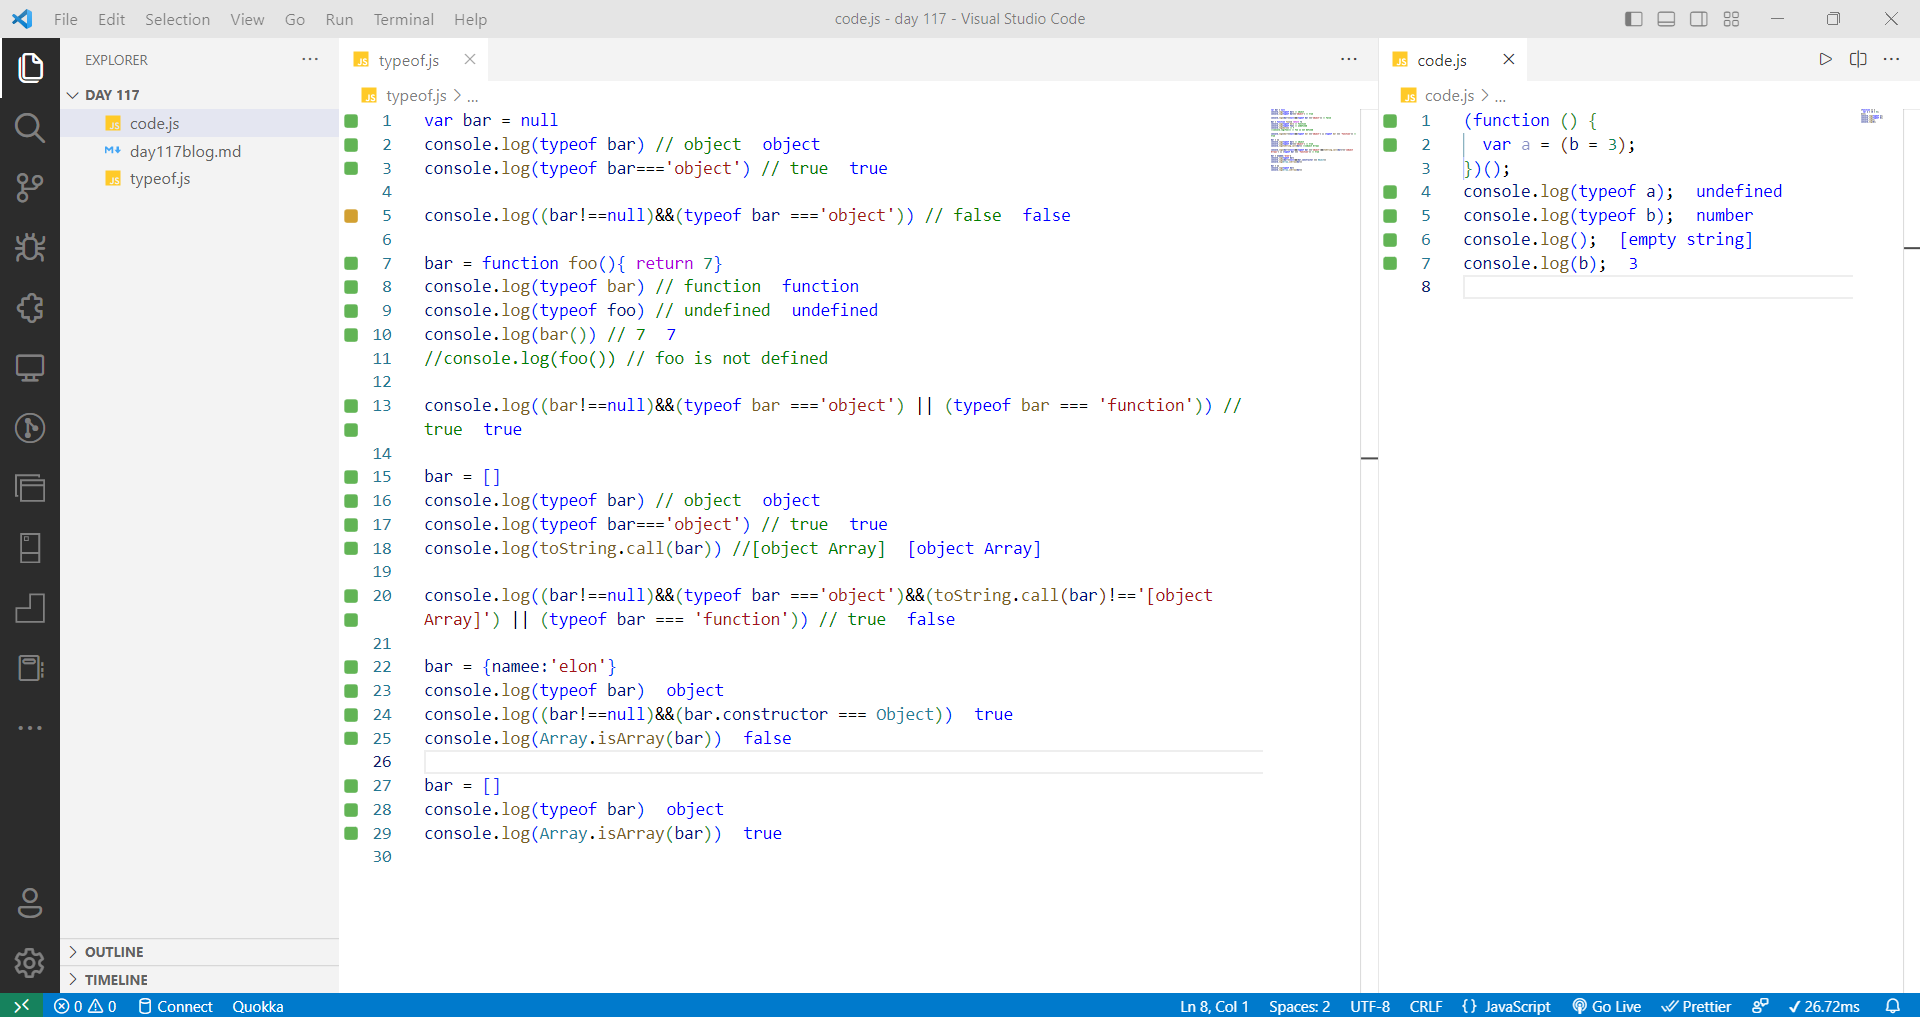 File Edit Selection View Go Run Terminal Help
code.js - day 117 - Visual Studio Code
EXPLORER
DAY 117
code.js
day117blog.md
typeof.js
OUTLINE
TIMELINE
typeof.js
typeof.js > ...
1 var bar = null
2 console.log(typeof bar) // object object
3 console.log(typeof bar==='object') // true true
4
5 console.log((bar!==null)&&(typeof bar ==='object')) // false false
6
7 bar = function foo(){ return 7}
8 console.log(typeof bar) // function function
9 console.log(typeof foo) // undefined undefined
10 console.log(bar()) // 7 7
11 //console.log(foo()) // foo is not defined
12
13 console.log((bar!==null)&&(typeof bar ==='object') || (typeof bar === 'function')) //
true true
14
15 bar = []
16 console.log(typeof bar) // object object
17 console.log(typeof bar==='object') // true true
18 console.log(toString.call(bar)) //[object Array] [object Array]
19
20 console.log((bar!==null)&&(typeof bar ==='object')&&(toString.call(bar)!=='[object
Array]') || (typeof bar === 'function')) // true false
21
22 bar = {namee:'elon'}
23 console.log(typeof bar) object
24 console.log((bar!==null)&&(bar.constructor === Object)) true
25 console.log(Array.isArray(bar)) false
26
27 bar = []
28 console.log(typeof bar) object
29 console.log(Array.isArray(bar)) true
30
code.js
code.js > ...
1 (function () {
2 var a = (b = 3);
3 })();
4 console.log(typeof a); undefined
5 console.log(typeof b); number
6 console.log(); [empty string]
7 console.log(b); 3
8
0 0 Connect Quokka
Ln 8, Col 1 Spaces: 2 UTF-8 CRLF {} JavaScript Go Live Prettier 26.72ms